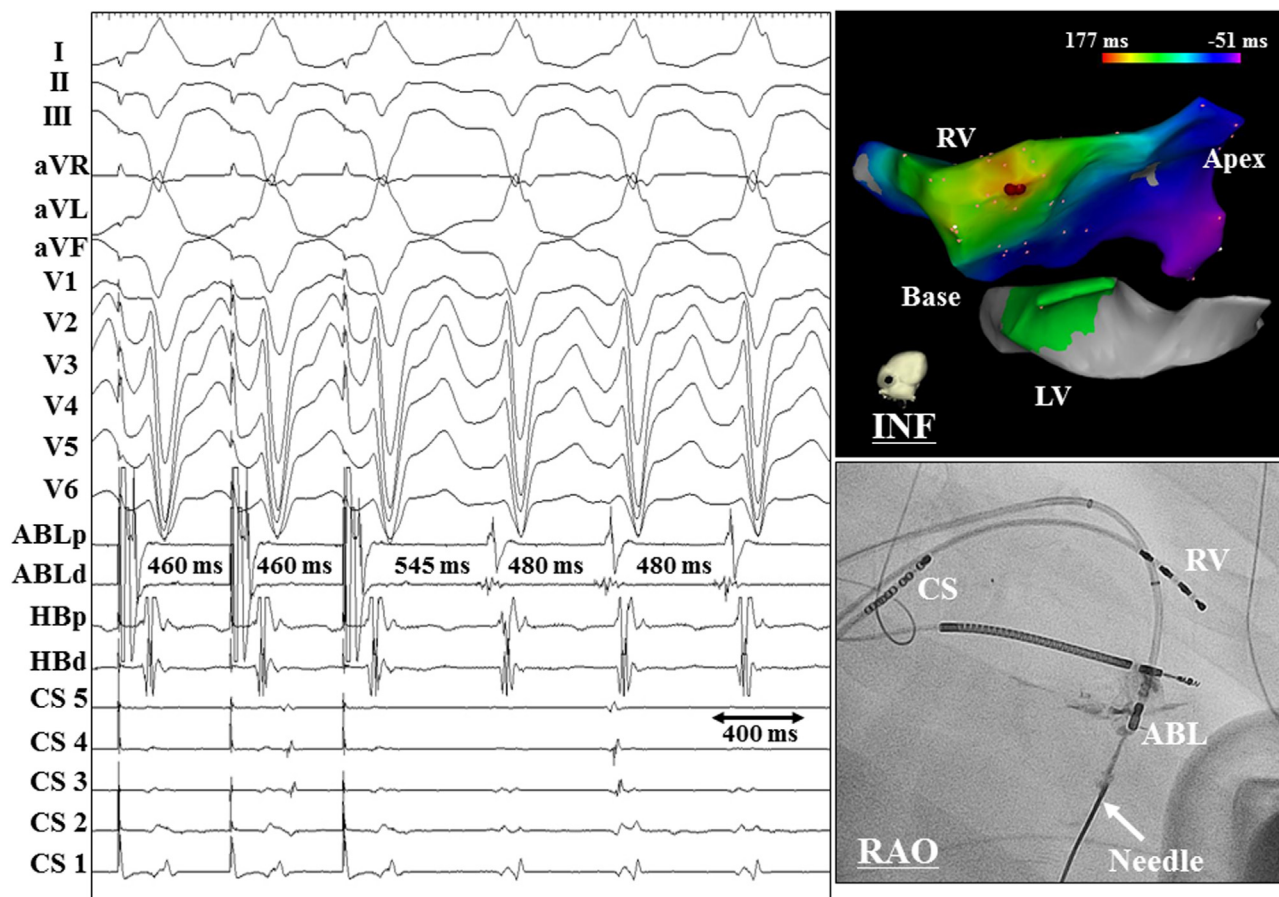 I
II
III
aVR
aVL
aVF
V1
V2
V3
V4
V5
V6
ABLp
ABLd
HBp
HBd
CS 5
CS 4
CS 3
CS 2
CS 1
460 ms 460 ms 545 ms 480 ms 480 ms
400 ms
177 ms -51 ms
RV
Apex
Base
LV
INF
CS
RV
ABL
RAO
Needle